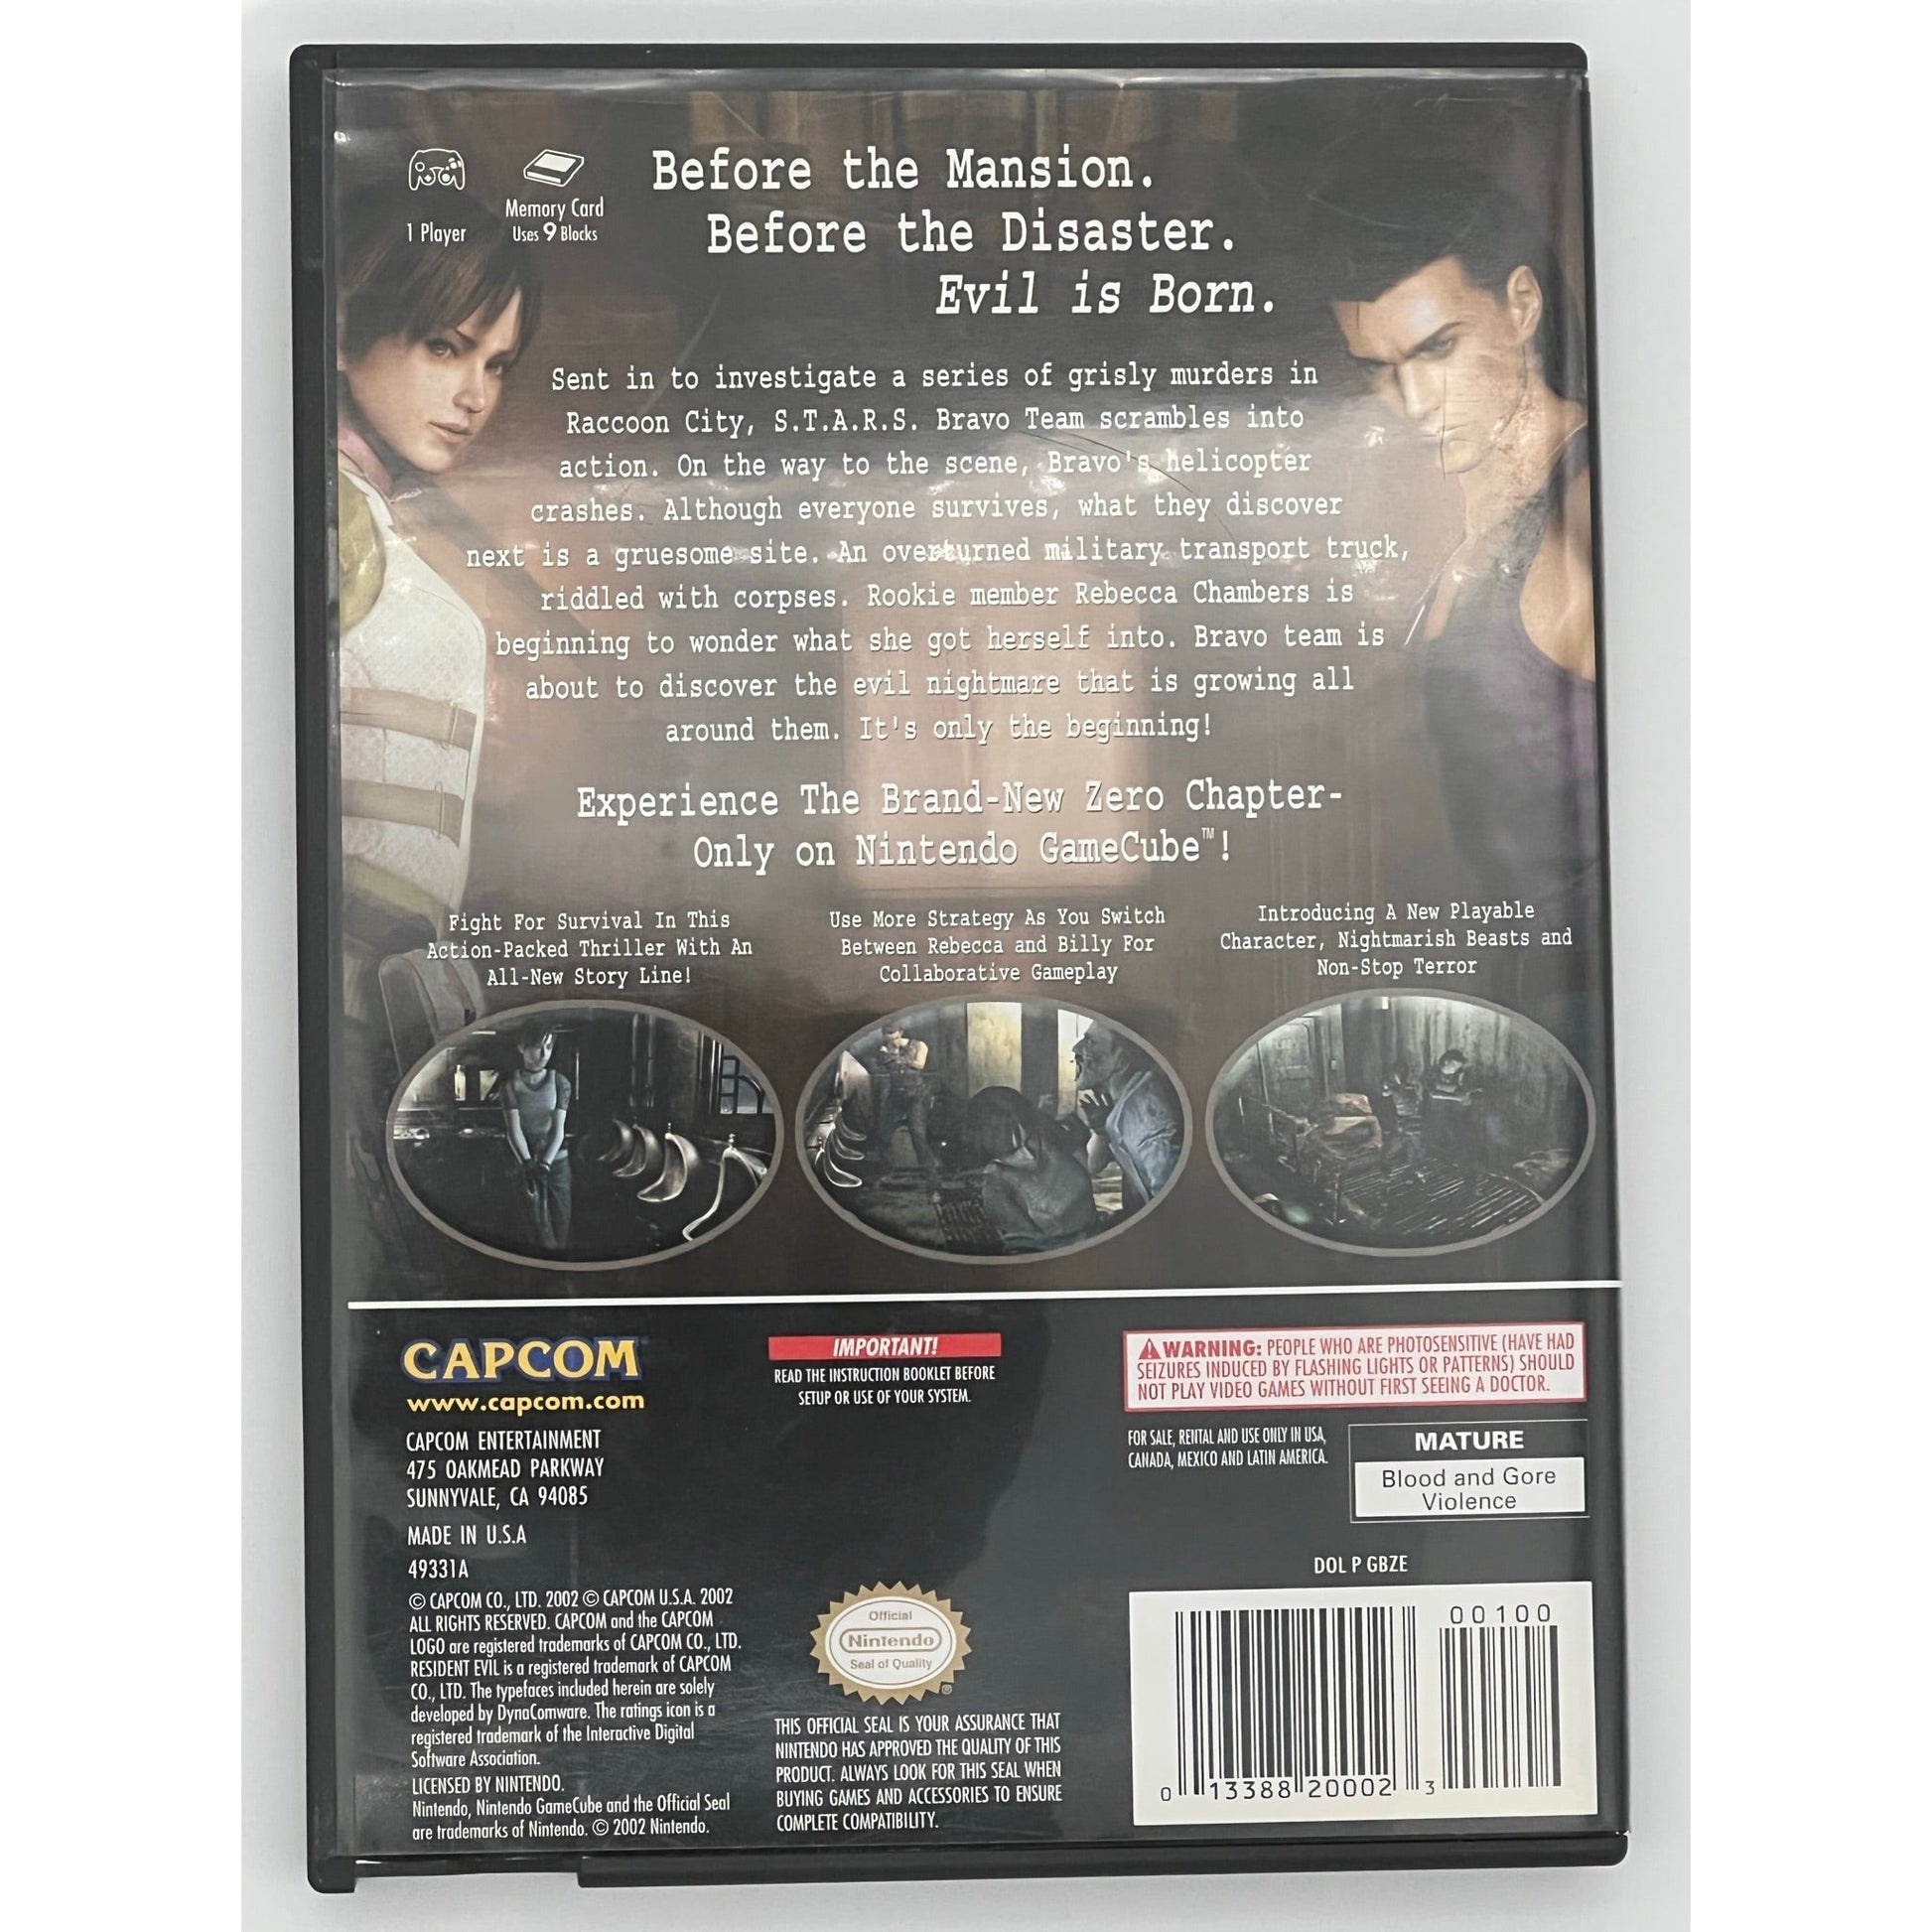 1 Player
Memory Card
Uses 9 Blocks
Before the Mansion.
Before the Disaster.
Evil is Born.
Sent in to investigate a series of grisly murders in
Raccoon City, S.T.A.R.S. Bravo Team scrambles into
action. On the way to the scene, Bravo's helicopter
crashes. Although everyone survives, what they discover
next is a gruesome site. An overturned military transport truck,
riddled with corpses. Rookie member Rebecca Chambers is
beginning to wonder what she got herself into. Bravo team is
about to discover the evil nightmare that is growing all
around them. It's only the beginning!
Experience The Brand-New Zero Chapter-
Only on Nintendo GameCube™!
Fight For Survival In This
Action-Packed Thriller With An
All-New Story Line!
Use More Strategy As You Switch
Between Rebecca and Billy For
Collaborative Gameplay
Introducing A New Playable
Character, Nightmarish Beasts and
Non-Stop Terror
CAPCOM
www.capcom.com
CAPCOM ENTERTAINMENT
475 OAKMEAD PARKWAY
SUNNYVALE, CA 94085
MADE IN U.S.A
49331A
© CAPCOM CO., LTD. 2002 © CAPCOM U.S.A. 2002
ALL RIGHTS RESERVED. CAPCOM and the CAPCOM
LOGO are registered trademarks of CAPCOM CO., LTD.
RESIDENT EVIL is a registered trademark of CAPCOM
CO., LTD. The typefaces included herein are solely
developed by DynaComware. The ratings icon is a
registered trademark of the Interactive Digital
Software Association.
LICENSED BY NINTENDO.
Nintendo, Nintendo GameCube and the Official Seal
are trademarks of Nintendo. © 2002 Nintendo.
IMPORTANT!
READ THE INSTRUCTION BOOKLET BEFORE
SETUP OR USE OF YOUR SYSTEM.
Official
Nintendo
Seal of Quality
®
THIS OFFICIAL SEAL IS YOUR ASSURANCE THAT
NINTENDO HAS APPROVED THE QUALITY OF THIS
PRODUCT. ALWAYS LOOK FOR THIS SEAL WHEN
BUYING GAMES AND ACCESSORIES TO ENSURE
COMPLETE COMPATIBILITY.
WARNING: PEOPLE WHO ARE PHOTOSENSITIVE (HAVE HAD
SEIZURES INDUCED BY FLASHING LIGHTS OR PATTERNS) SHOULD
NOT PLAY VIDEO GAMES WITHOUT FIRST SEEING A DOCTOR.
FOR SALE, RENTAL AND USE ONLY IN USA,
CANADA, MEXICO AND LATIN AMERICA.
MATURE
Blood and Gore
Violence
DOL P GBZE
00100
0 13388 20002 3